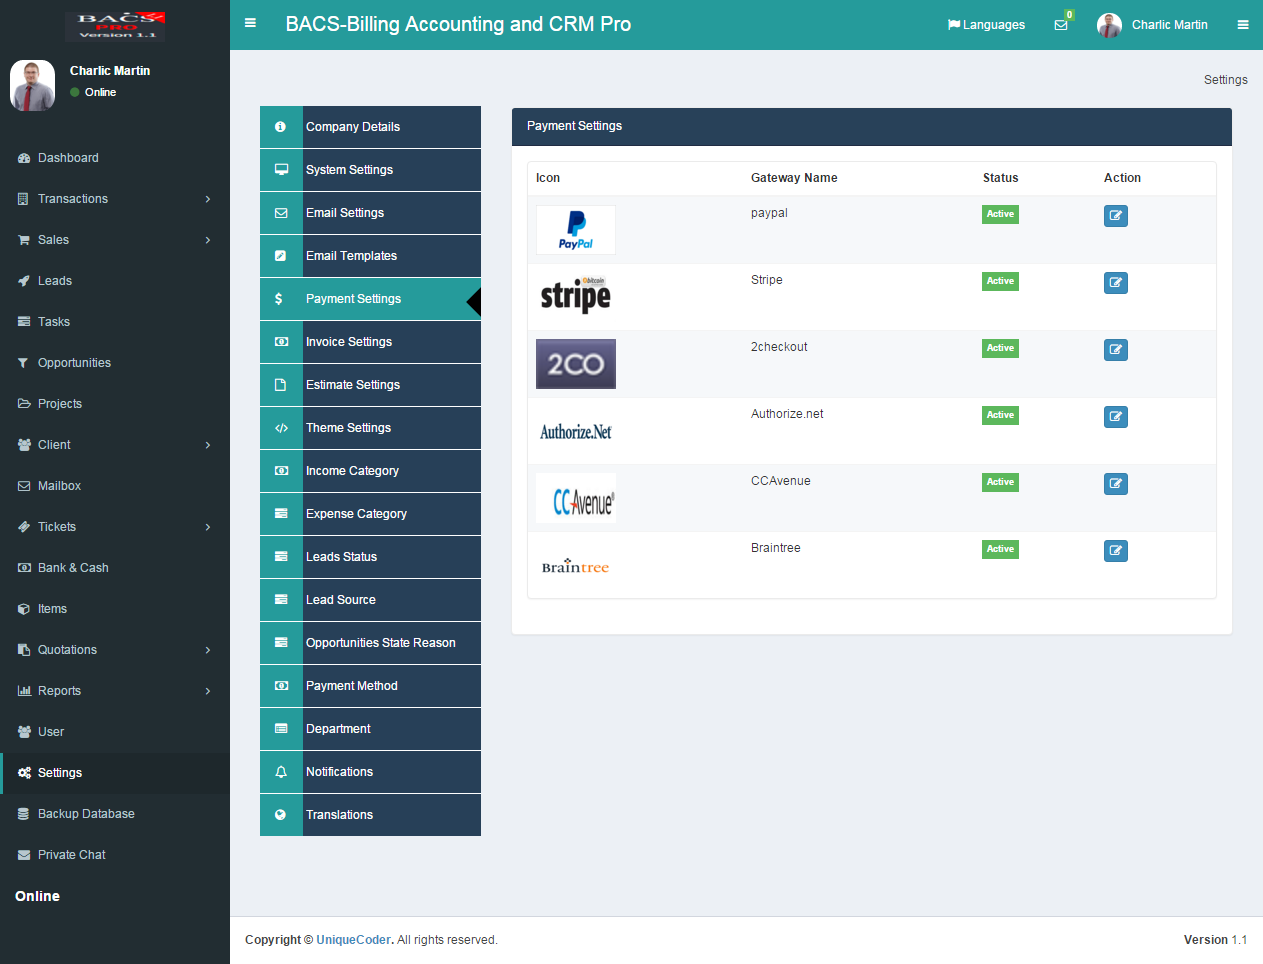 BACS
PRO
Version 1.1
BACS-Billing Accounting and CRM Pro
Languages
0
Charlic Martin
Charlic Martin
Online
Dashboard
Transactions
Sales
Leads
Tasks
Opportunities
Projects
Client
Mailbox
Tickets
Bank & Cash
Items
Quotations
Reports
User
Settings
Backup Database
Private Chat
Online
Settings
Company Details
System Settings
Email Settings
Email Templates
$ Payment Settings
Invoice Settings
Estimate Settings
Theme Settings
Income Category
Expense Category
Leads Status
Lead Source
Opportunities State Reason
Payment Method
Department
Notifications
Translations
Payment Settings
Icon Gateway Name Status Action
PayPal paypal Active
bitcoin
stripe Stripe Active
2CO 2checkout Active
Authorize.Net Authorize.net Active
CCAvenue® CCAvenue Active
Braintree Braintree Active
Copyright © UniqueCoder. All rights reserved.
Version 1.1